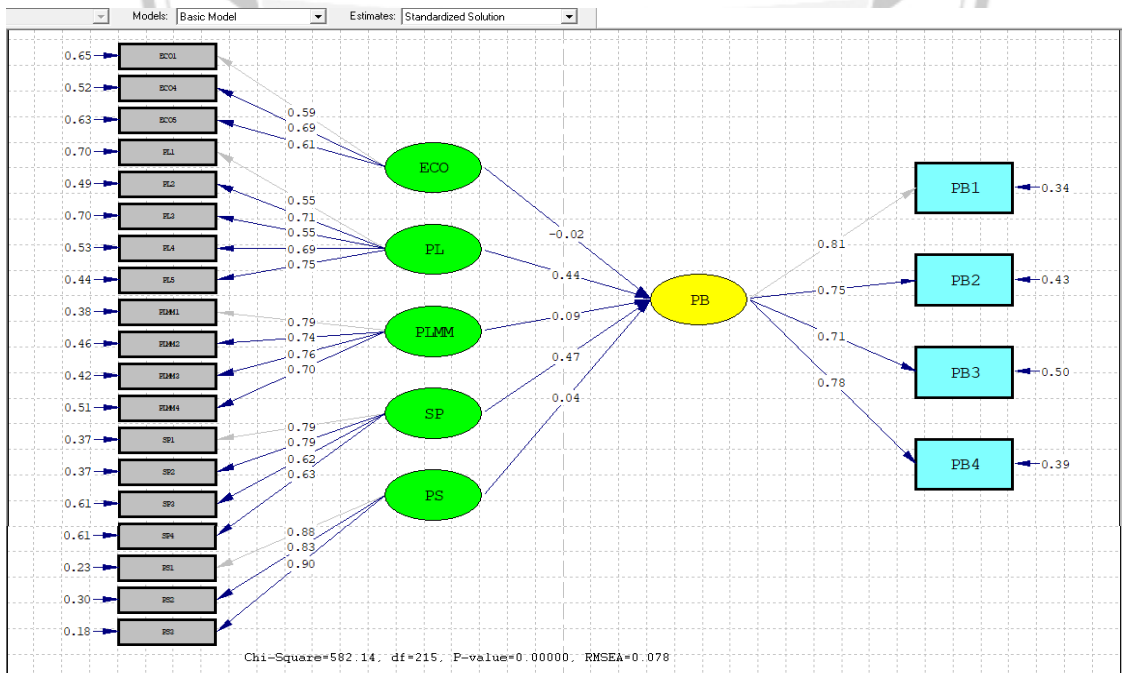 Models: Basic Model Estimates: Standardized Solution
0.65 ECO1
0.52 ECO4
0.63 ECO5
0.70 PL1
0.49 PL2
0.70 PL3
0.53 PL4
0.44 PL5
0.38 PLMM1
0.46 PLMM2
0.42 PLMM3
0.51 PLMM4
0.37 SP1
0.37 SP2
0.61 SP3
0.61 SP4
0.23 PS1
0.30 PS2
0.18 PS3
0.59
0.69
0.61
0.55
0.71
0.55
0.69
0.75
0.79
0.74
0.76
0.70
0.79
0.79
0.62
0.63
0.88
0.83
0.90
ECO
PL
PLMM
SP
PS
-0.02
0.44
0.09
0.47
0.04
PB
0.81
0.75
0.71
0.78
PB1 0.34
PB2 0.43
PB3 0.50
PB4 0.39
Chi-Square=582.14, df=215, P-value=0.00000, RMSEA=0.078